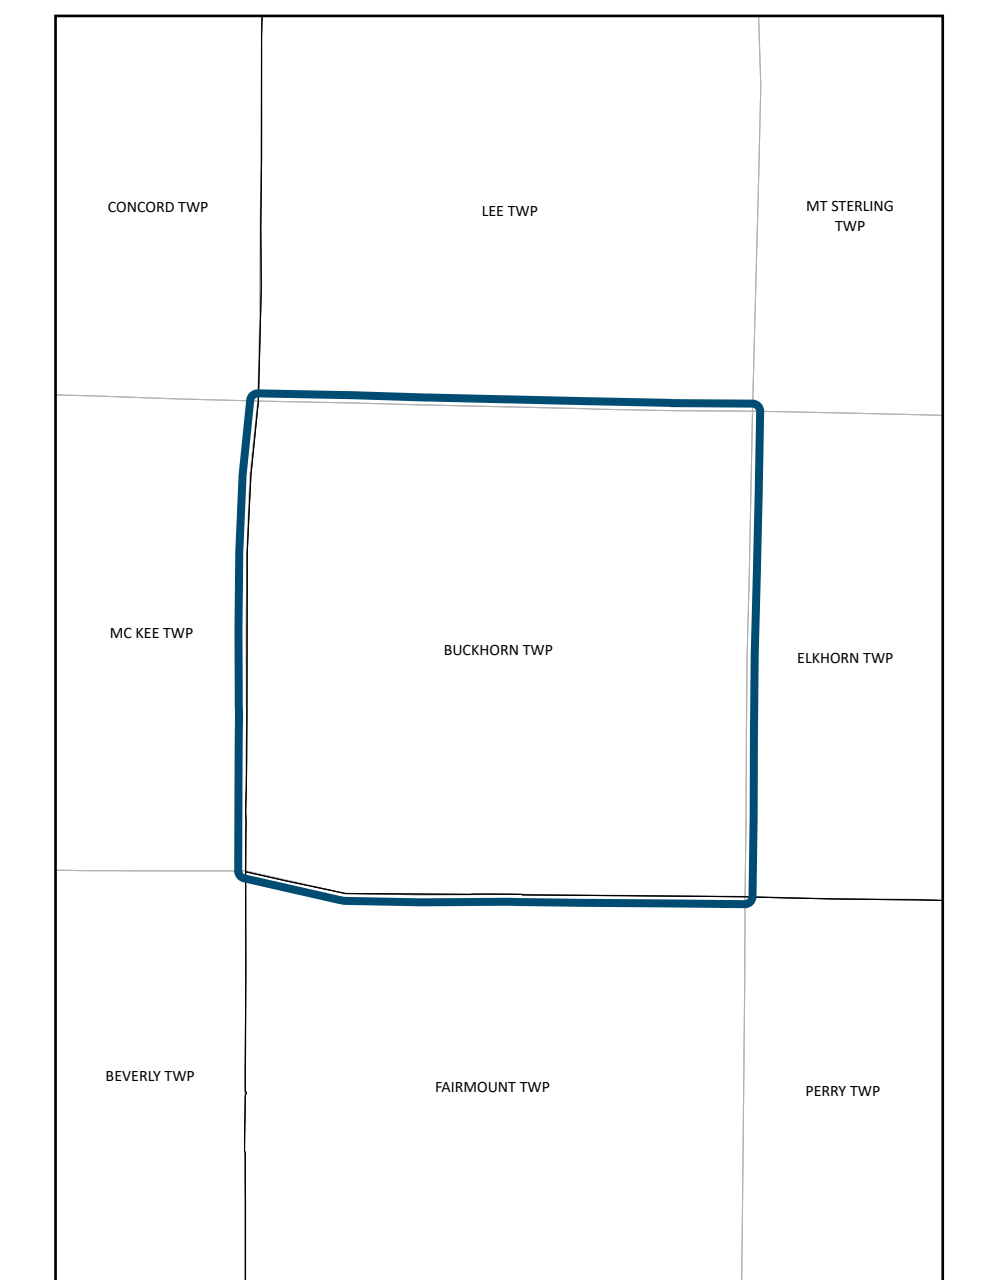 CONCORD TWP
LEE TWP
MT STERLING
TWP
MC KEE TWP
BUCKHORN TWP
ELKHORN TWP
BEVERLY TWP
FAIRMOUNT TWP
PERRY TWP